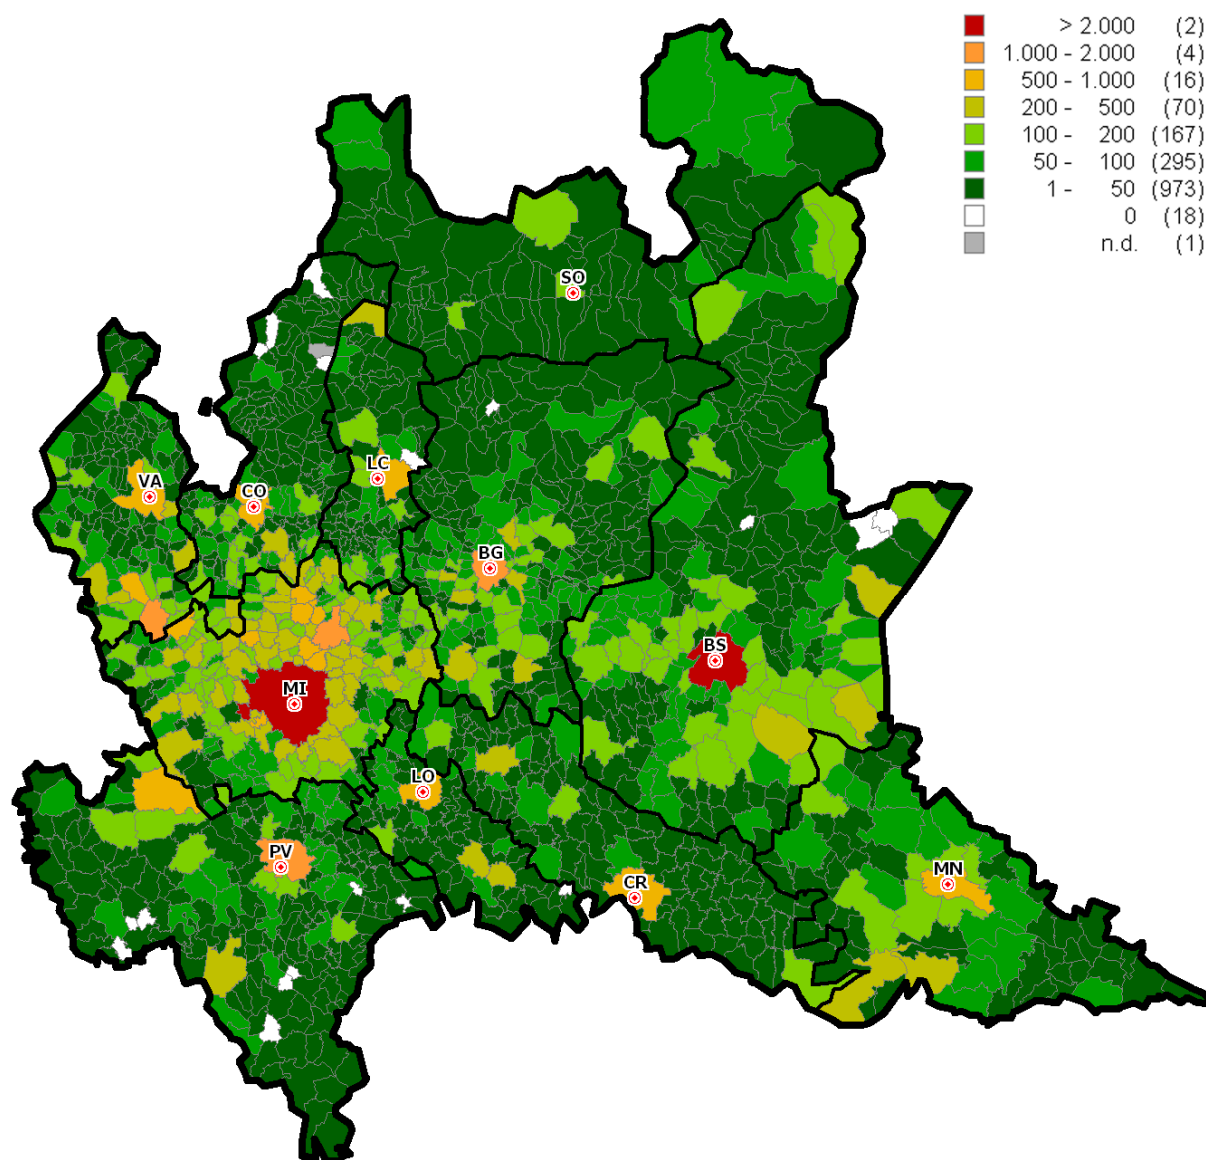 > 2.000 (2)
1.000 - 2.000 (4)
500 - 1.000 (16)
200 - 500 (70)
100 - 200 (167)
50 - 100 (295)
1 - 50 (973)
0 (18)
n.d. (1)
SO
LC
VA
CO
BG
BS
MI
LO
PV
CR
MN